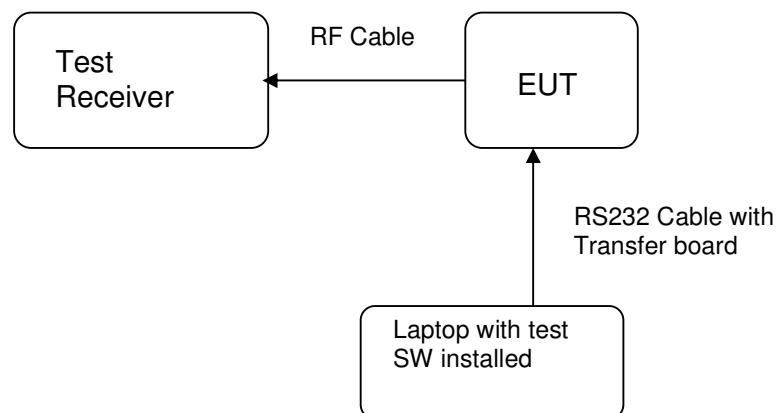 RF Cable
Test
Receiver
EUT
RS232 Cable with
Transfer board
Laptop with test
SW installed